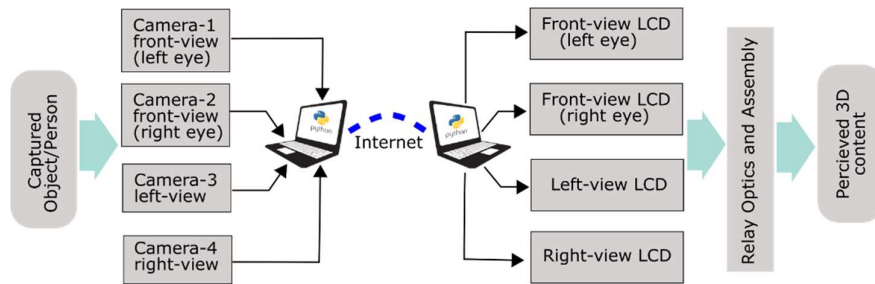 Captured
Object/Person
Camera-1
front-view
(left eye)
Camera-2
front-view
(right eye)
Camera-3
left-view
Camera-4
right-view
python
Internet
python
Front-view LCD
(left eye)
Front-view LCD
(right eye)
Left-view LCD
Right-view LCD
Relay Optics and Assembly
Percieved 3D
content